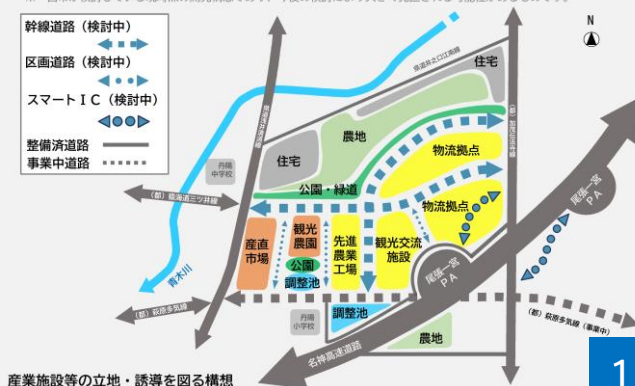 幹線道路（検討中）
区画道路（検討中）
スマートＩＣ（検討中）
整備済道路
事業中道路
N
住宅
農地
住宅
丹陽
中学校
公園・緑道
物流拠点
物流拠点
尾張一宮
ＰＡ
産直
市場
観光
農園
公園
調整池
先進
農業
工場
観光交流
施設
尾張一宮
ＰＡ
青木川
（都）萩原多気線
丹陽
小学校
調整池
農地
（都）萩原多気線（事業中）
名神高速道路
産業施設等の立地・誘導を図る構想
1